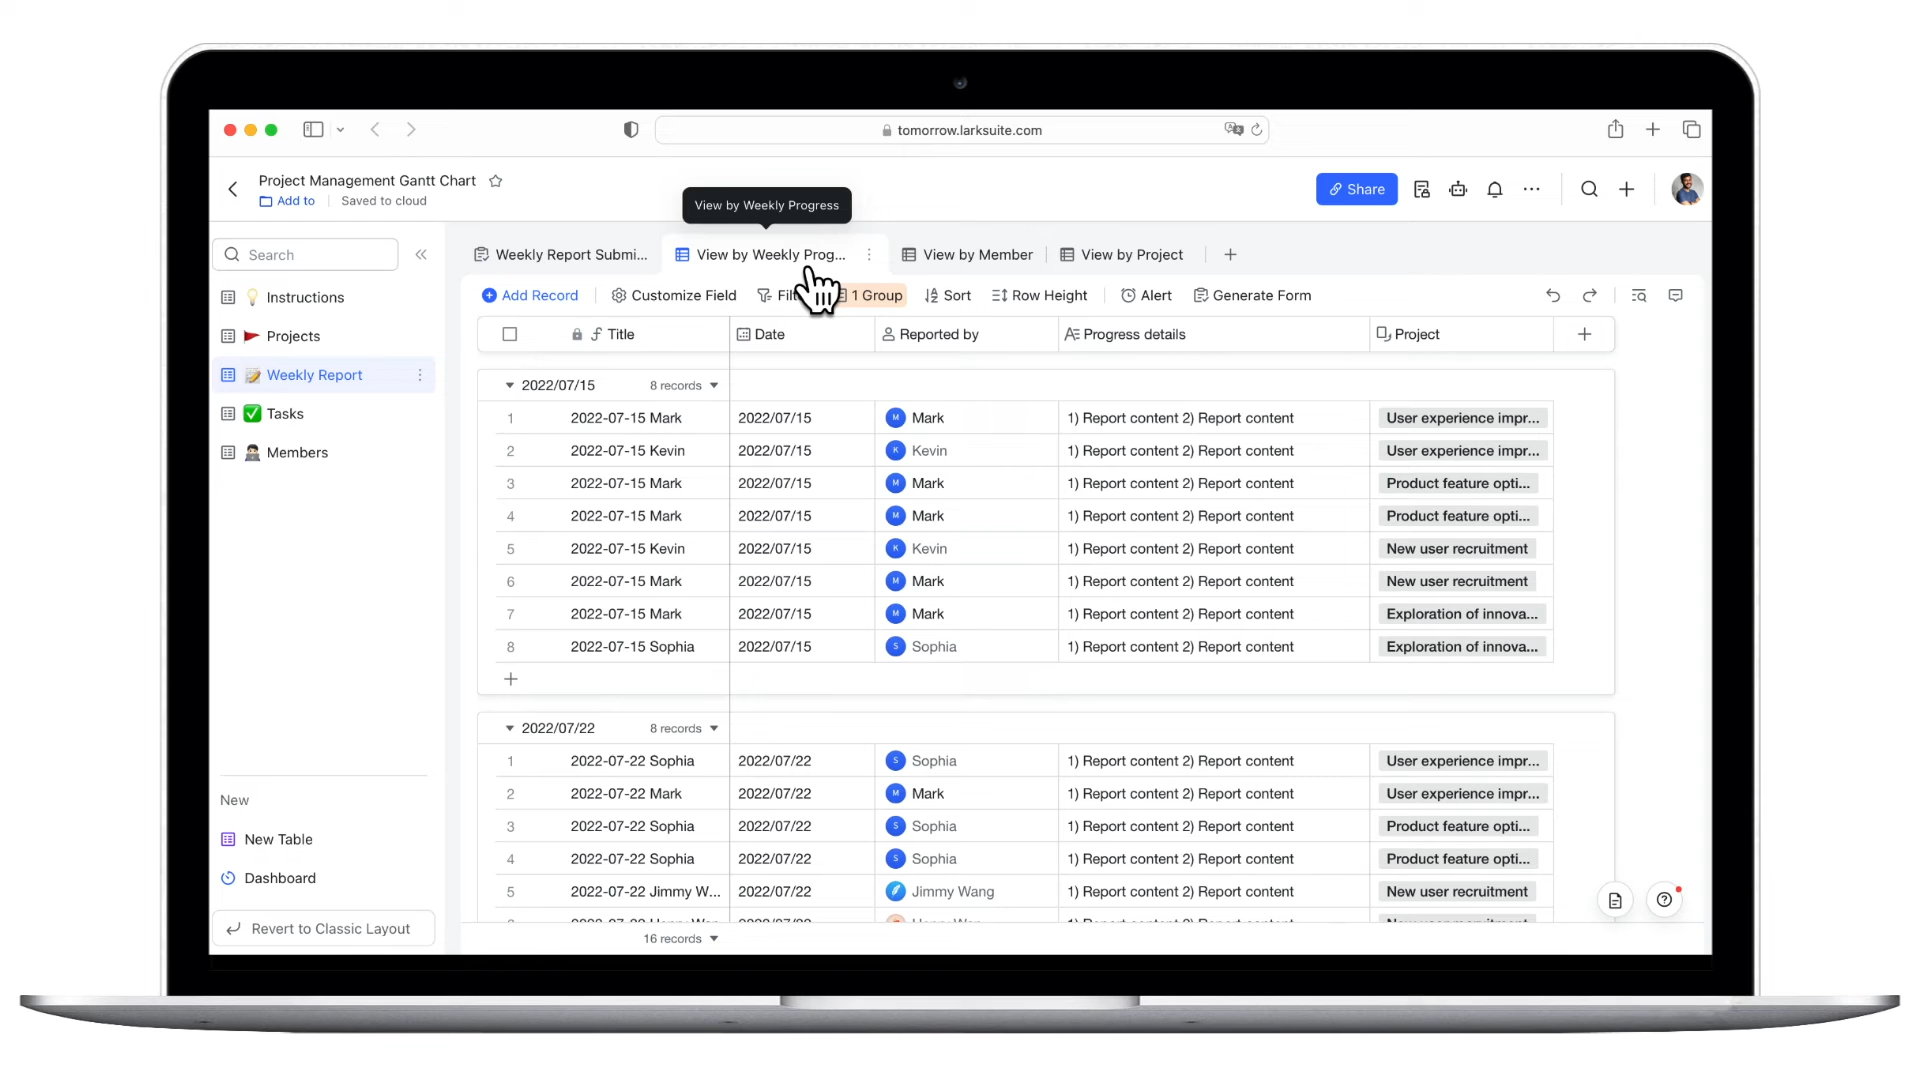 tomorrow.larksuite.com
Project Management Gantt Chart
Add to
Saved to cloud
Share
View by Weekly Progress
Search
Weekly Report Submi...
View by Weekly Prog...
View by Member
View by Project
Add Record
Customize Field
1 Group
Sort
Row Height
Alert
Generate Form
Instructions
Projects
Weekly Report
Tasks
Members
Title Date Reported by Progress details Project
2022/07/15 8 records
1 2022-07-15 Mark 2022/07/15 M Mark 1) Report content 2) Report content User experience impr...
2 2022-07-15 Kevin 2022/07/15 K Kevin 1) Report content 2) Report content User experience impr...
3 2022-07-15 Mark 2022/07/15 M Mark 1) Report content 2) Report content Product feature opti...
4 2022-07-15 Mark 2022/07/15 M Mark 1) Report content 2) Report content Product feature opti...
5 2022-07-15 Kevin 2022/07/15 K Kevin 1) Report content 2) Report content New user recruitment
6 2022-07-15 Mark 2022/07/15 M Mark 1) Report content 2) Report content New user recruitment
7 2022-07-15 Mark 2022/07/15 M Mark 1) Report content 2) Report content Exploration of innova...
8 2022-07-15 Sophia 2022/07/15 S Sophia 1) Report content 2) Report content Exploration of innova...
2022/07/22 8 records
1 2022-07-22 Sophia 2022/07/22 S Sophia 1) Report content 2) Report content User experience impr...
2 2022-07-22 Mark 2022/07/22 M Mark 1) Report content 2) Report content User experience impr...
3 2022-07-22 Sophia 2022/07/22 S Sophia 1) Report content 2) Report content Product feature opti...
4 2022-07-22 Sophia 2022/07/22 S Sophia 1) Report content 2) Report content Product feature opti...
5 2022-07-22 Jimmy W... 2022/07/22 Jimmy Wang 1) Report content 2) Report content New user recruitment
16 records
New
New Table
Dashboard
Revert to Classic Layout